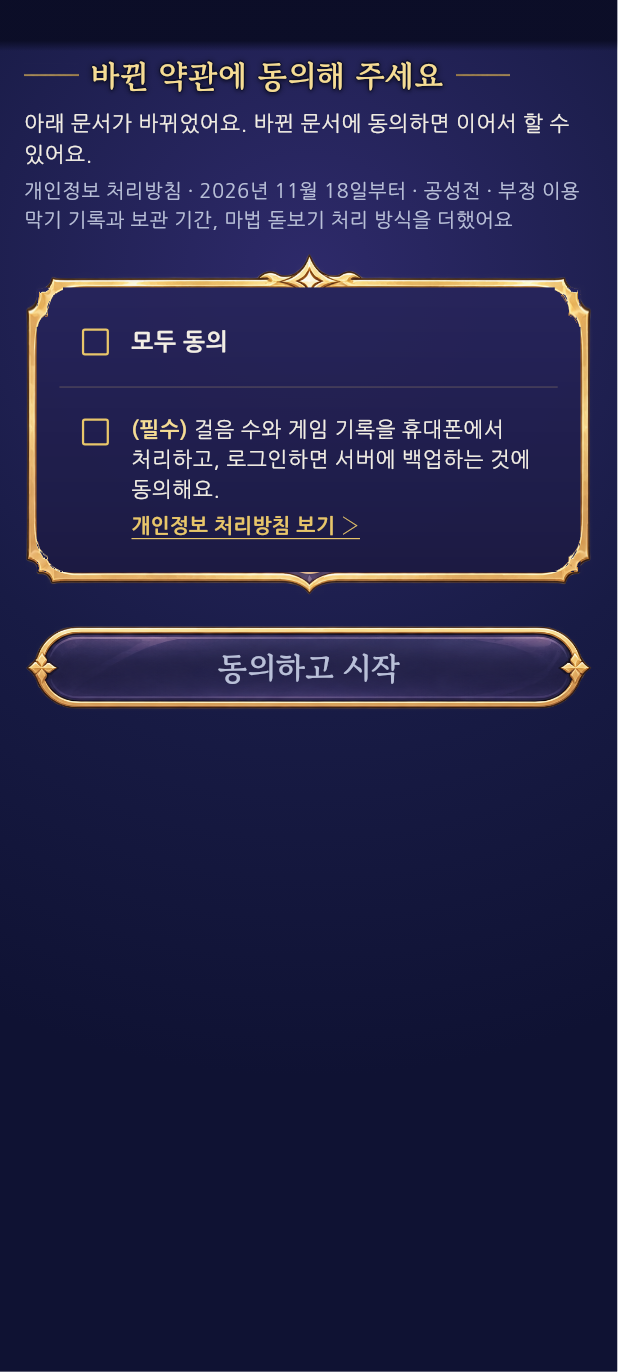 바뀐 약관에 동의해 주세요
아래 문서가 바뀌었어요. 바뀐 문서에 동의하면 이어서 할 수
있어요.
개인정보 처리방침 · 2026년 11월 18일부터 · 공성전 · 부정 이용
막기 기록과 보관 기간, 마법 돋보기 처리 방식을 더했어요
모두 동의
(필수) 걸음 수와 게임 기록을 휴대폰에서
처리하고, 로그인하면 서버에 백업하는 것에
동의해요.
개인정보 처리방침 보기 >
동의하고 시작